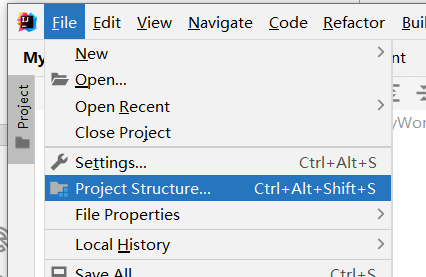 File Edit View Navigate Code Refactor Bui
My
nt
New
Project
Open...
Open Recent
yWor
Close Project
Settings... Ctrl+Alt+S
Project Structure... Ctrl+Alt+Shift+S
File Properties
Local History
Save All Ctrl+S